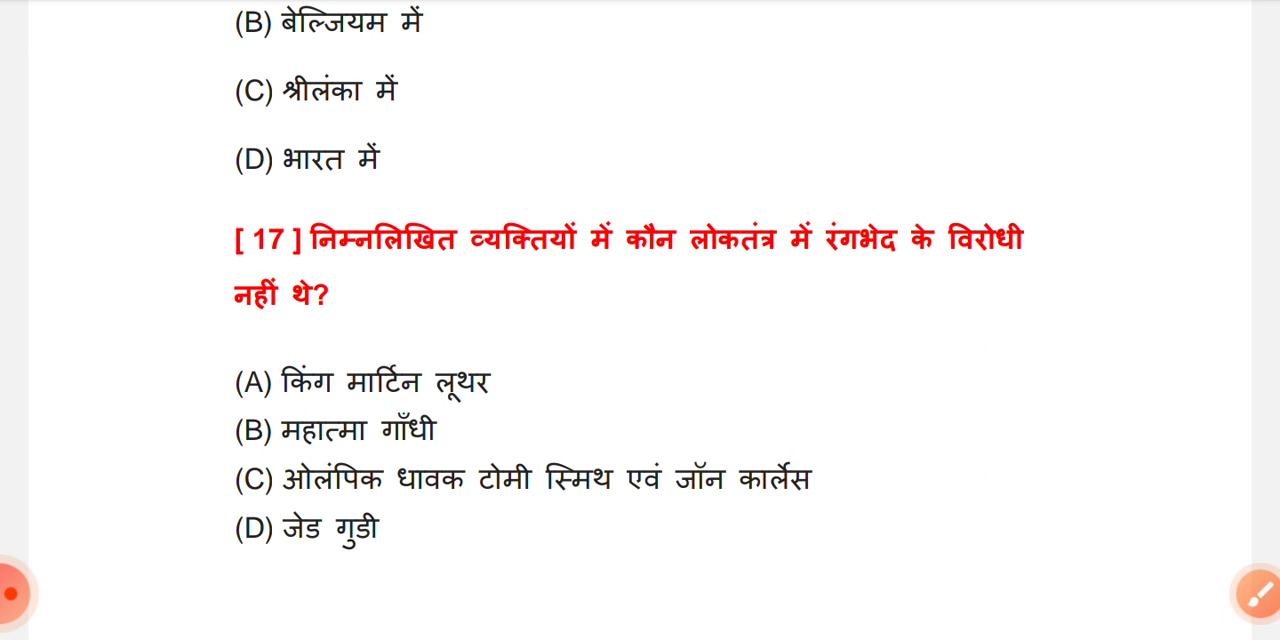 (B) बेल्जियम में
(C) श्रीलंका में
(D) भारत में
[ 17 ] निम्नलिखित व्यक्तियों में कौन लोकतंत्र में रंगभेद के विरोधी
नहीं थे?
(A) किंग मार्टिन लूथर
(B) महात्मा गाँधी
(C) ओलंपिक धावक टोमी स्मिथ एवं जॉन कार्लेस
(D) जेड गुडी